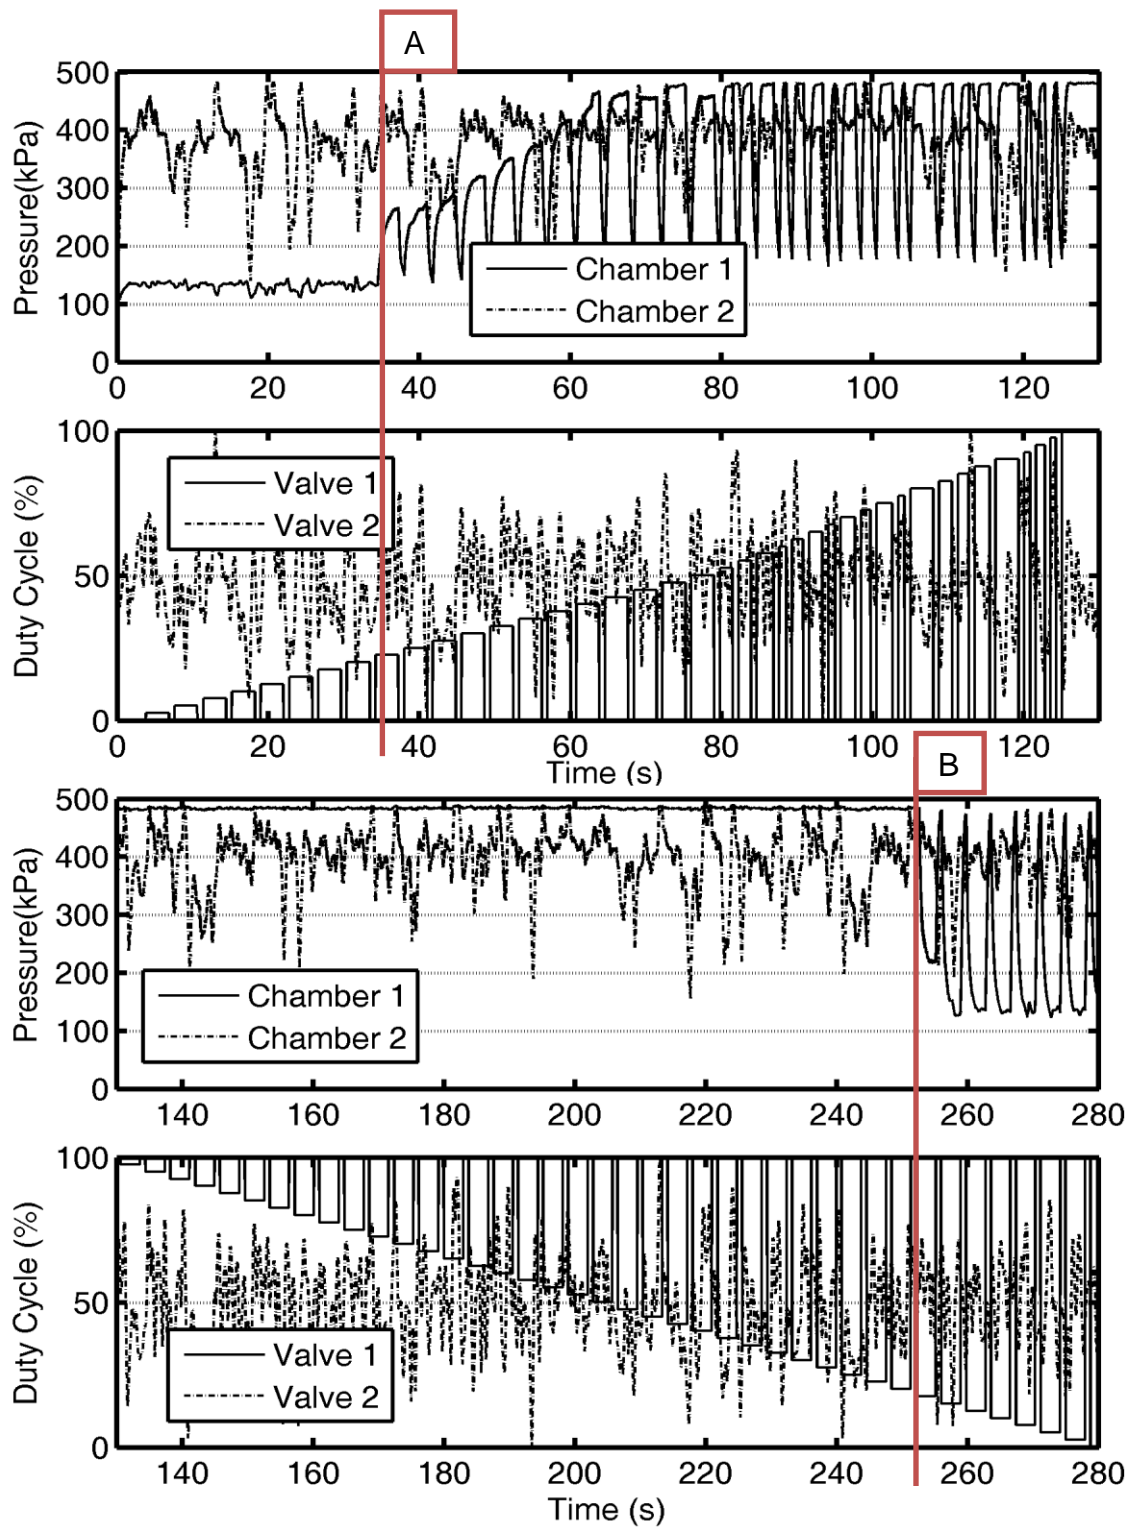 A
Pressure(kPa)
500
400
300
200
100
0
Chamber 1
Chamber 2
0 20 40 60 80 100 120
Duty Cycle (%)
100
50
0
Valve 1
Valve 2
0 20 40 60 80 100 120
Time (s)
B
Pressure(kPa)
500
400
300
200
100
0
Chamber 1
Chamber 2
140 160 180 200 220 240 260 280
Duty Cycle (%)
100
50
0
Valve 1
Valve 2
140 160 180 200 220 240 260 280
Time (s)